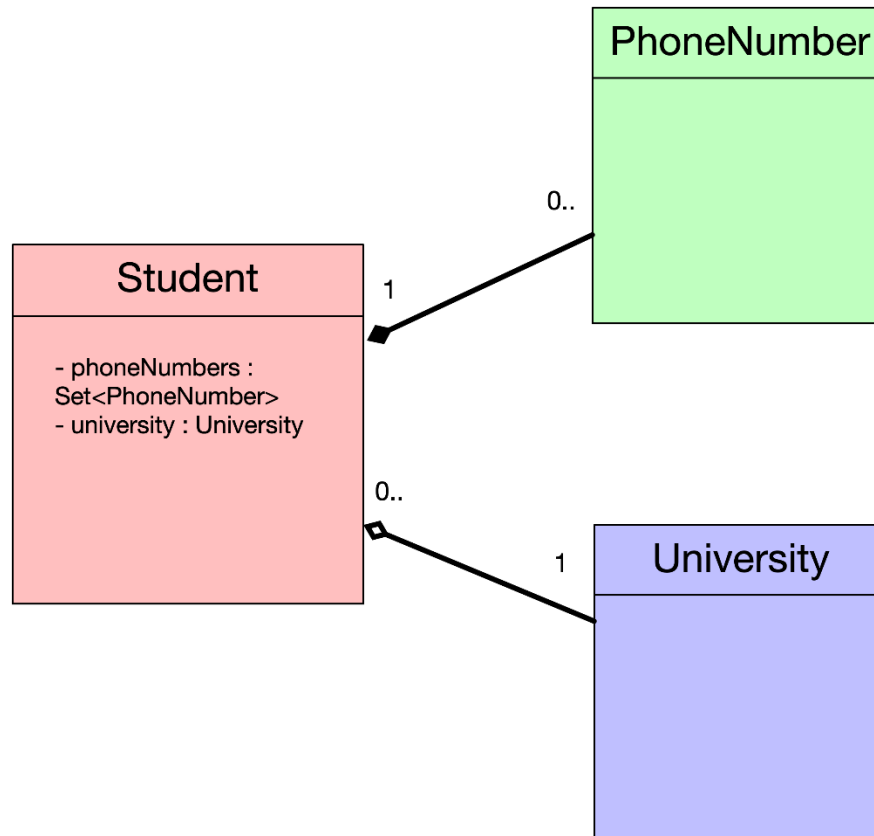 PhoneNumber
0..
Student
1
- phoneNumbers :
Set<PhoneNumber>
- university : University
0..
1
University